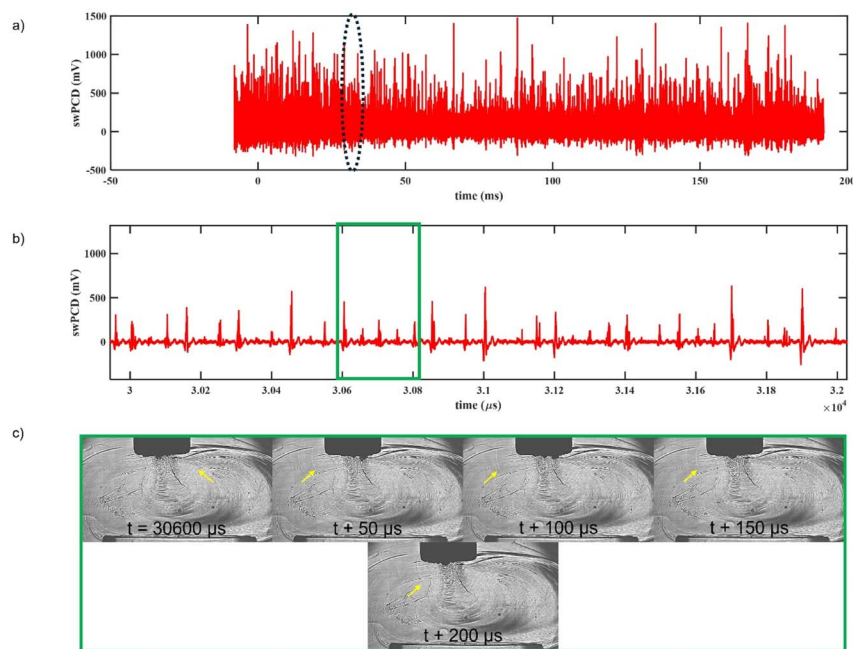 a)
1500
1000
500
0
-500
swPCD (mV)
-50
0
50
100
150
200
time (ms)
b)
1000
500
0
swPCD (mV)
3
3.02
3.04
3.06
3.08
3.1
3.12
3.14
3.16
3.18
3.2
time (μs)
×10⁴
c)
t = 30600 μs
t + 50 μs
t + 100 μs
t + 150 μs
t + 200 μs